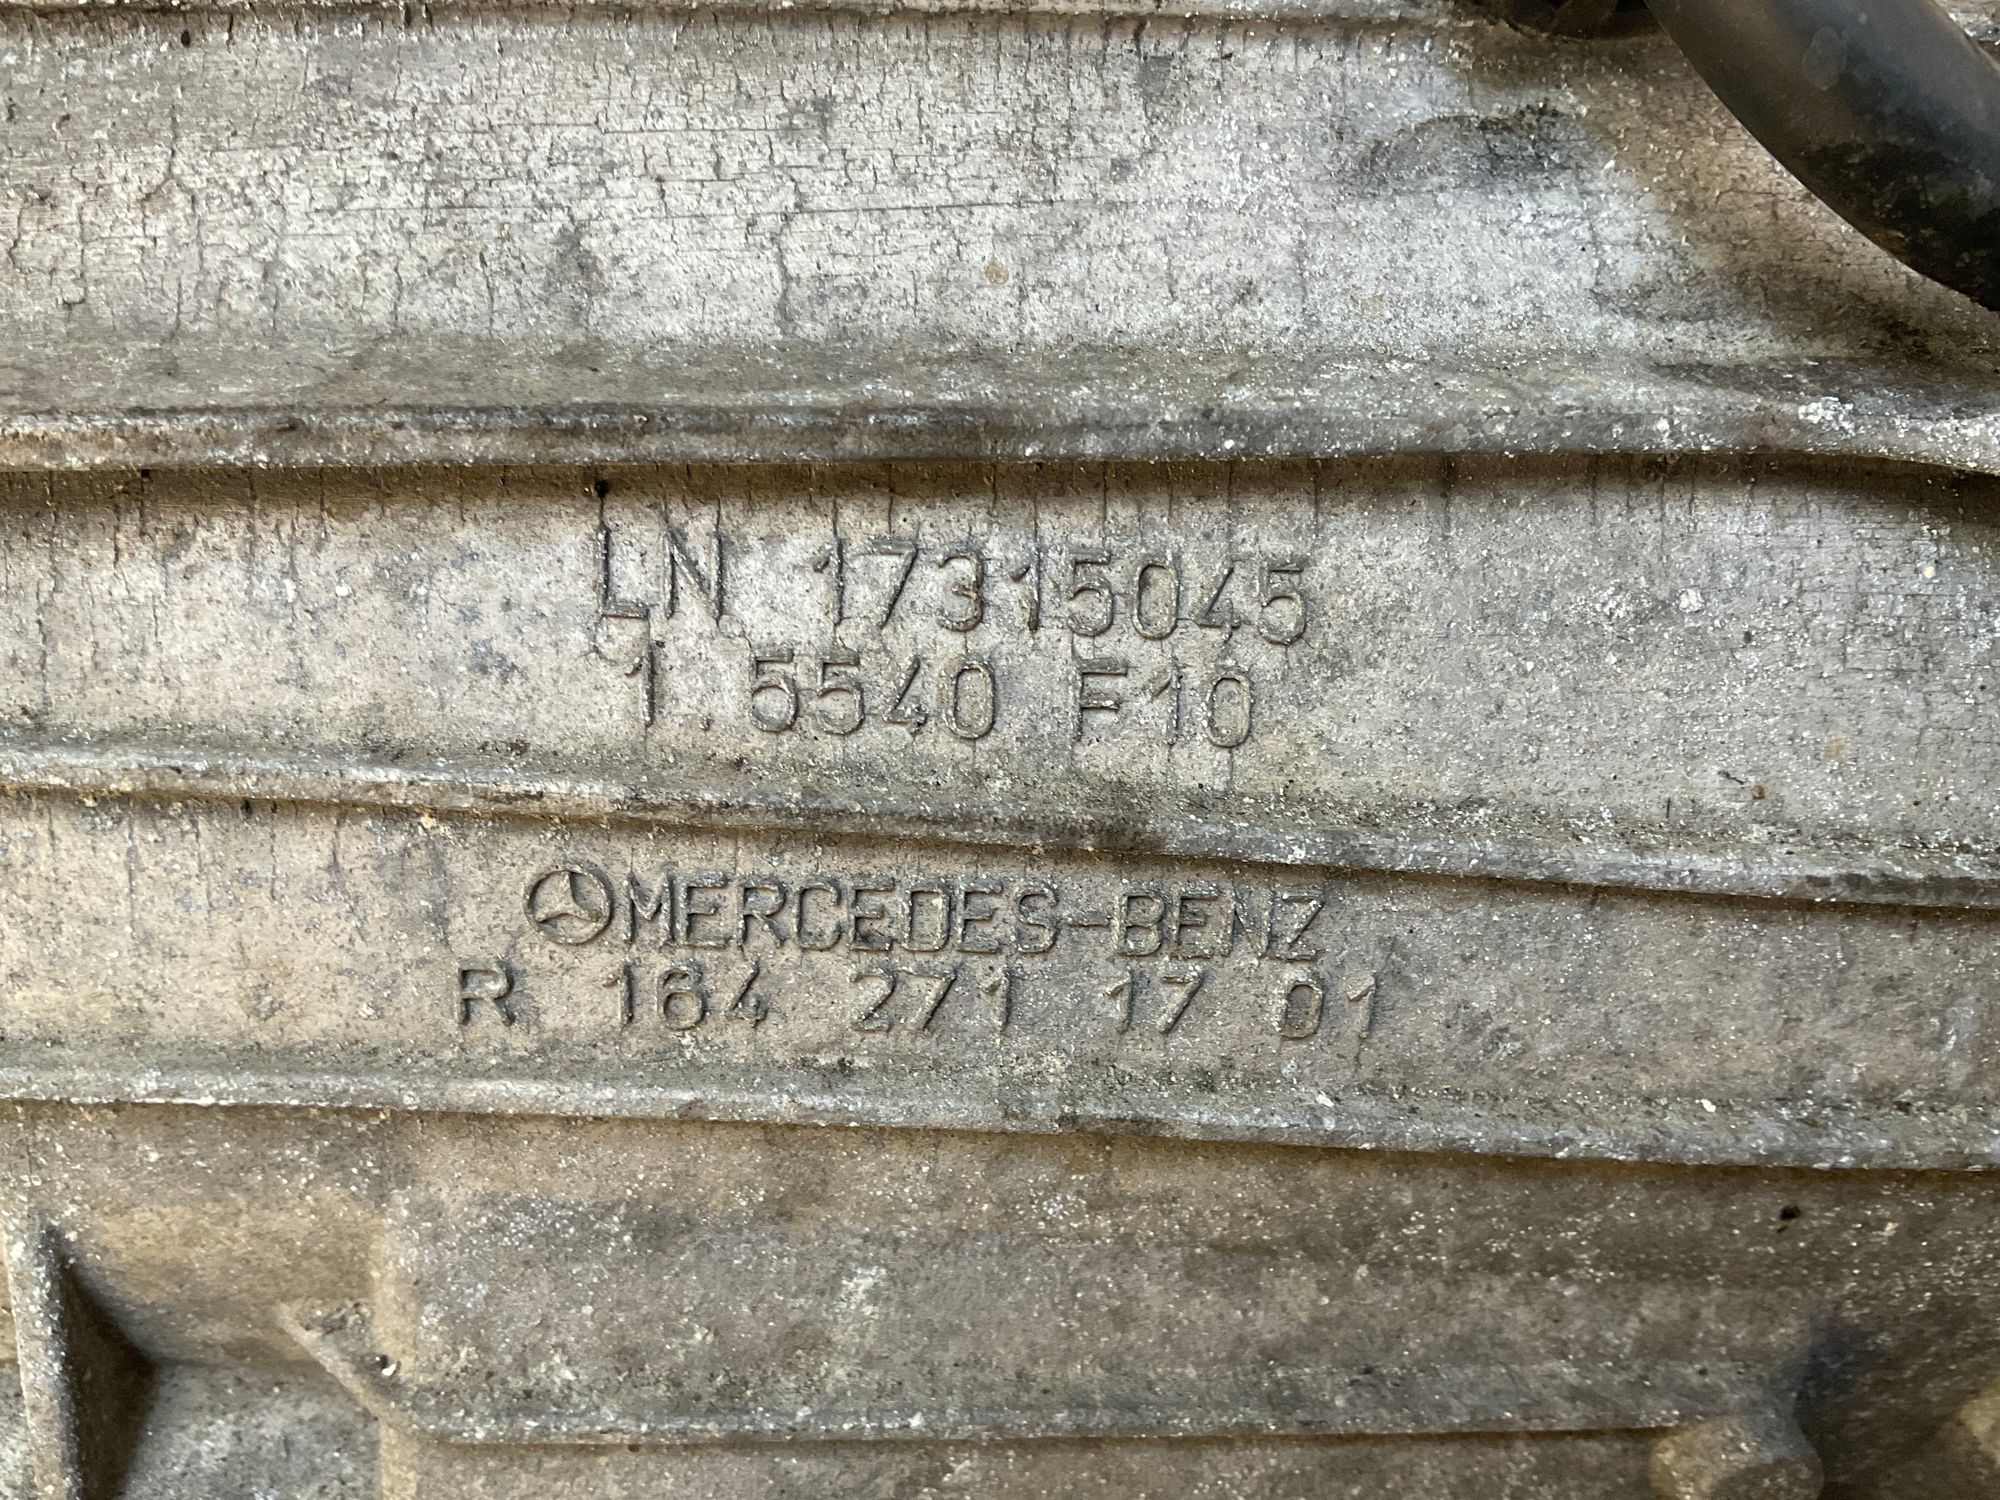 LN 17315045
1 5540 F10
MERCEDES-BENZ
R 164 271 17 01